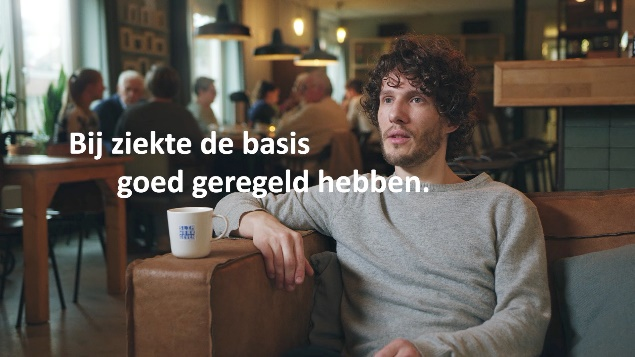 Bij ziekte de basis
goed geregeld hebben.